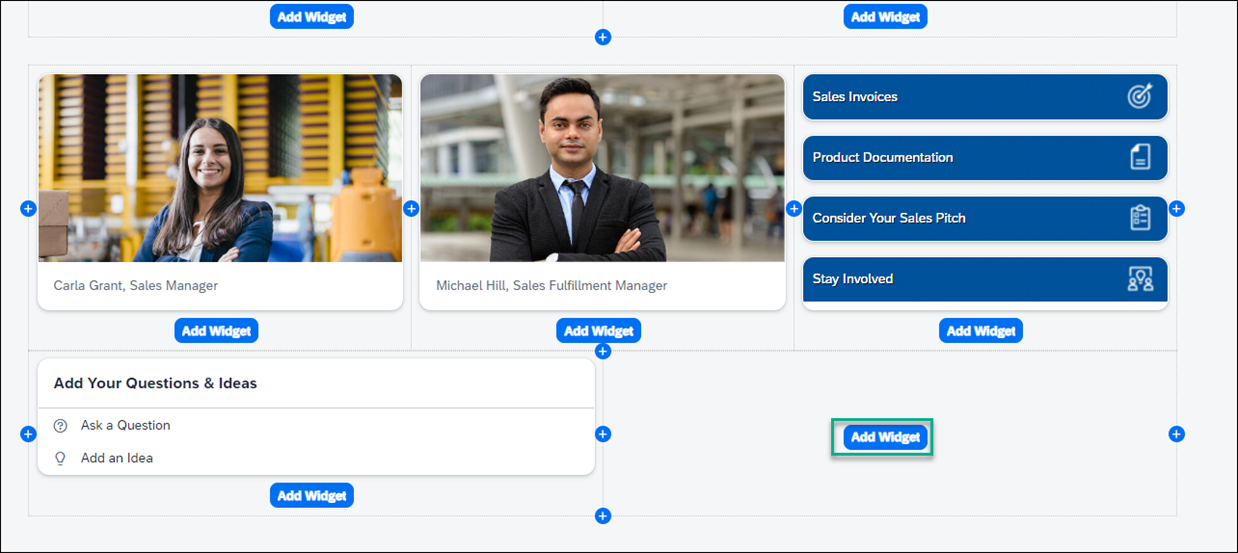 Add Widget
Add Widget
Sales Invoices
Product Documentation
Consider Your Sales Pitch
Stay Involved
Carla Grant, Sales Manager
Michael Hill, Sales Fulfillment Manager
Add Widget
Add Widget
Add Widget
Add Your Questions & Ideas
Ask a Question
Add an Idea
Add Widget
Add Widget